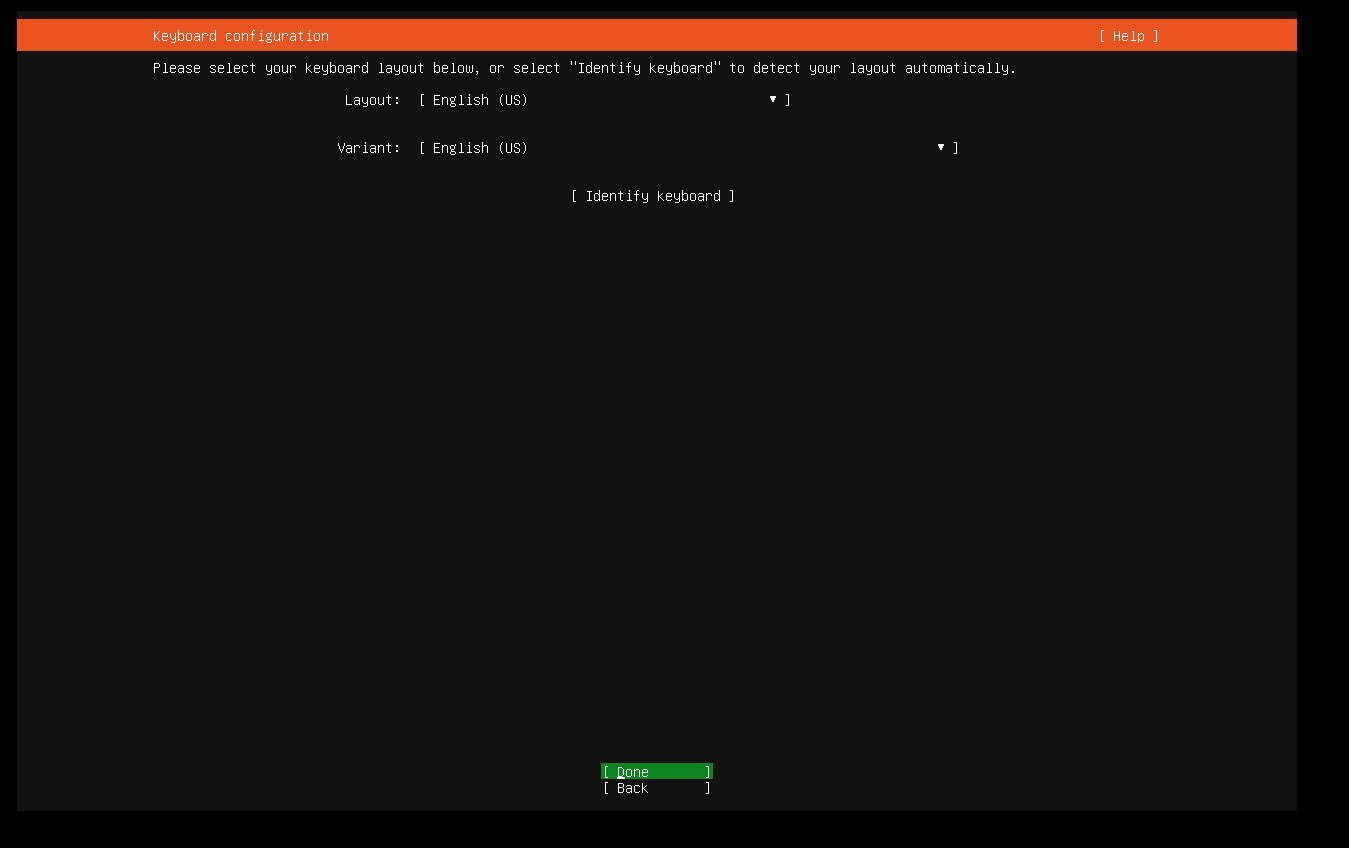 Keyboard configuration [ Help ]
Please select your keyboard layout below, or select "Identify keyboard" to detect your layout automatically.
Layout: [ English (US) ▾ ]
Variant: [ English (US) ▾ ]
[ Identify keyboard ]
[ Done ]
[ Back ]